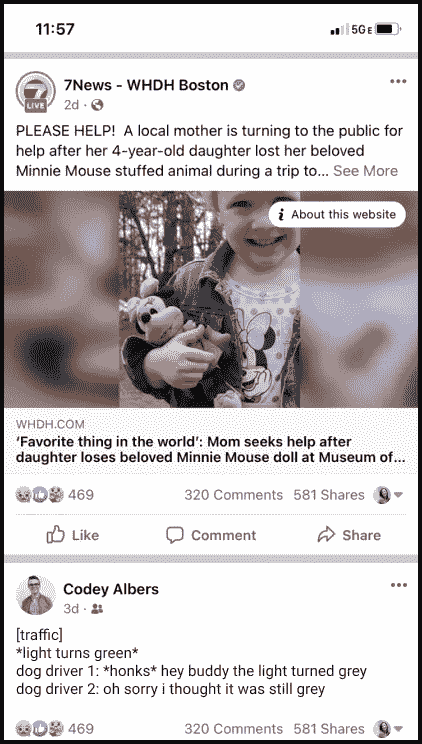 11:57
5GE
7News - WHDH Boston
7
LIVE
2d ·
PLEASE HELP! A local mother is turning to the public for
help after her 4-year-old daughter lost her beloved
Minnie Mouse stuffed animal during a trip to... See More
i About this website
WHDH.COM
‘Favorite thing in the world’: Mom seeks help after
daughter loses beloved Minnie Mouse doll at Museum of...
469 320 Comments 581 Shares
Like Comment Share
Codey Albers
3d ·
[traffic]
*light turns green*
dog driver 1: *honks* hey buddy the light turned grey
dog driver 2: oh sorry i thought it was still grey
469 320 Comments 581 Shares